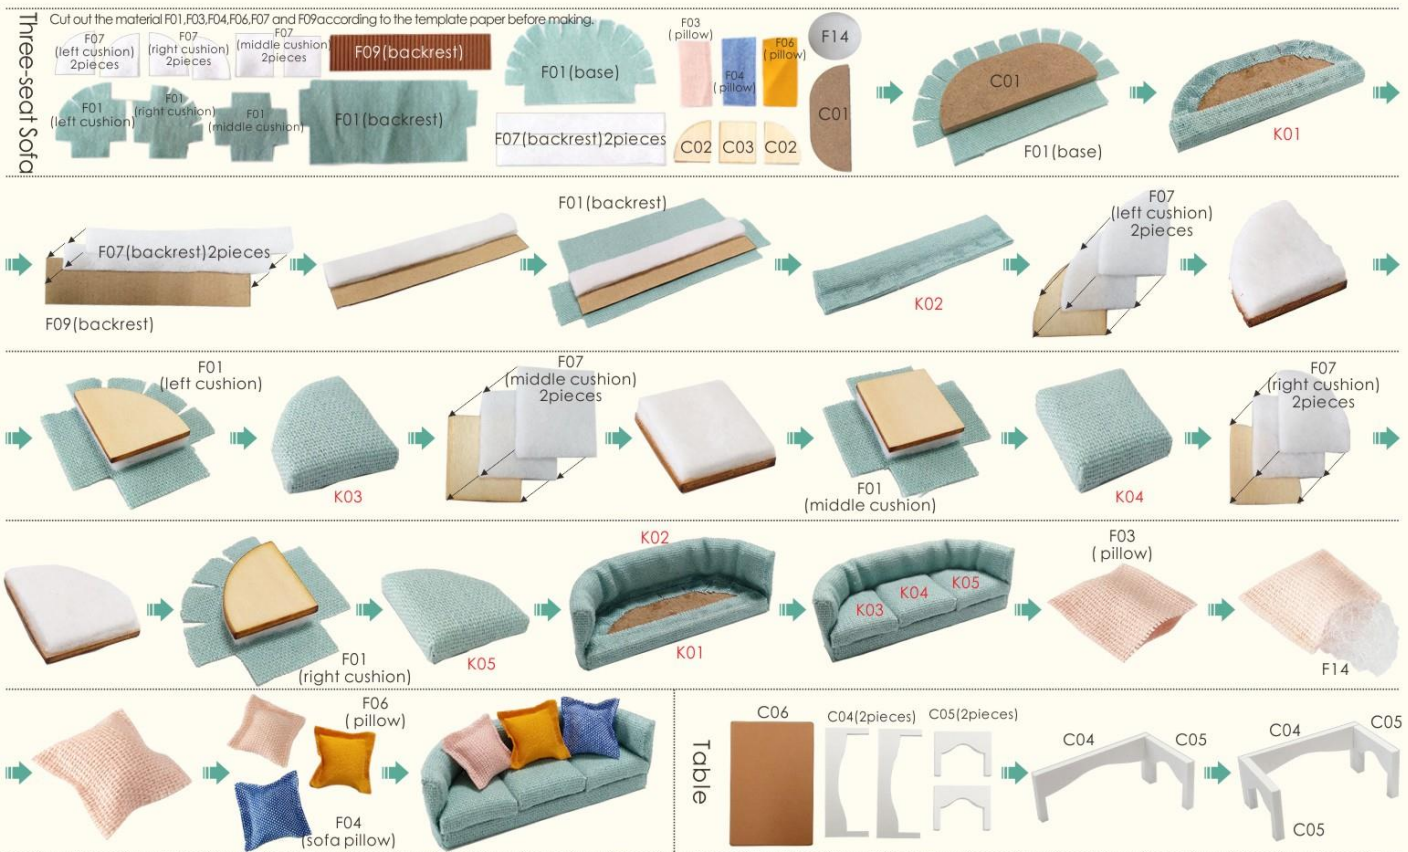 Three-seat Sofa
Cut out the material F01,F03,F04,F06,F07 and F09according to the template paper before making.
F07
(left cushion)
2pieces
F07
(right cushion)
2pieces
F07
(middle cushion)
2pieces
F09(backrest)
F01(base)
F03
( pillow)
F04
( pillow)
F06
( pillow)
F14
F01
(left cushion)
F01
(right cushion)
F01
(middle cushion)
F01(backrest)
F07(backrest)2pieces
C02
C03
C02
C01
C01
F01(base)
K01
F07(backrest)2pieces
F09(backrest)
F01(backrest)
K02
F07
(left cushion)
2pieces
F01
(left cushion)
K03
F07
(middle cushion)
2pieces
F01
(middle cushion)
K04
F07
(right cushion)
2pieces
F01
(right cushion)
K05
K02
K01
K03
K04
K05
F03
( pillow)
F14
F06
( pillow)
F04
(sofa pillow)
Table
C06
C04(2pieces)
C05(2pieces)
C04
C05
C04
C05
C05